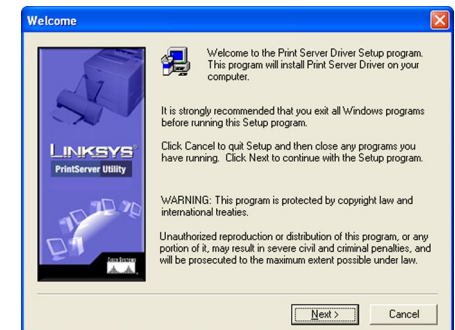 Welcome
Welcome to the Print Server Driver Setup program.
This program will install Print Server Driver on your
computer.
It is strongly recommended that you exit all Windows programs
before running this Setup program.
Click Cancel to quit Setup and then close any programs you
have running. Click Next to continue with the Setup program.
WARNING: This program is protected by copyright law and
international treaties.
Unauthorized reproduction or distribution of this program, or any
portion of it, may result in severe civil and criminal penalties, and
will be prosecuted to the maximum extent possible under law.
LINKSYS®
PrintServer Utility
CISCO SYSTEMS
Next >
Cancel